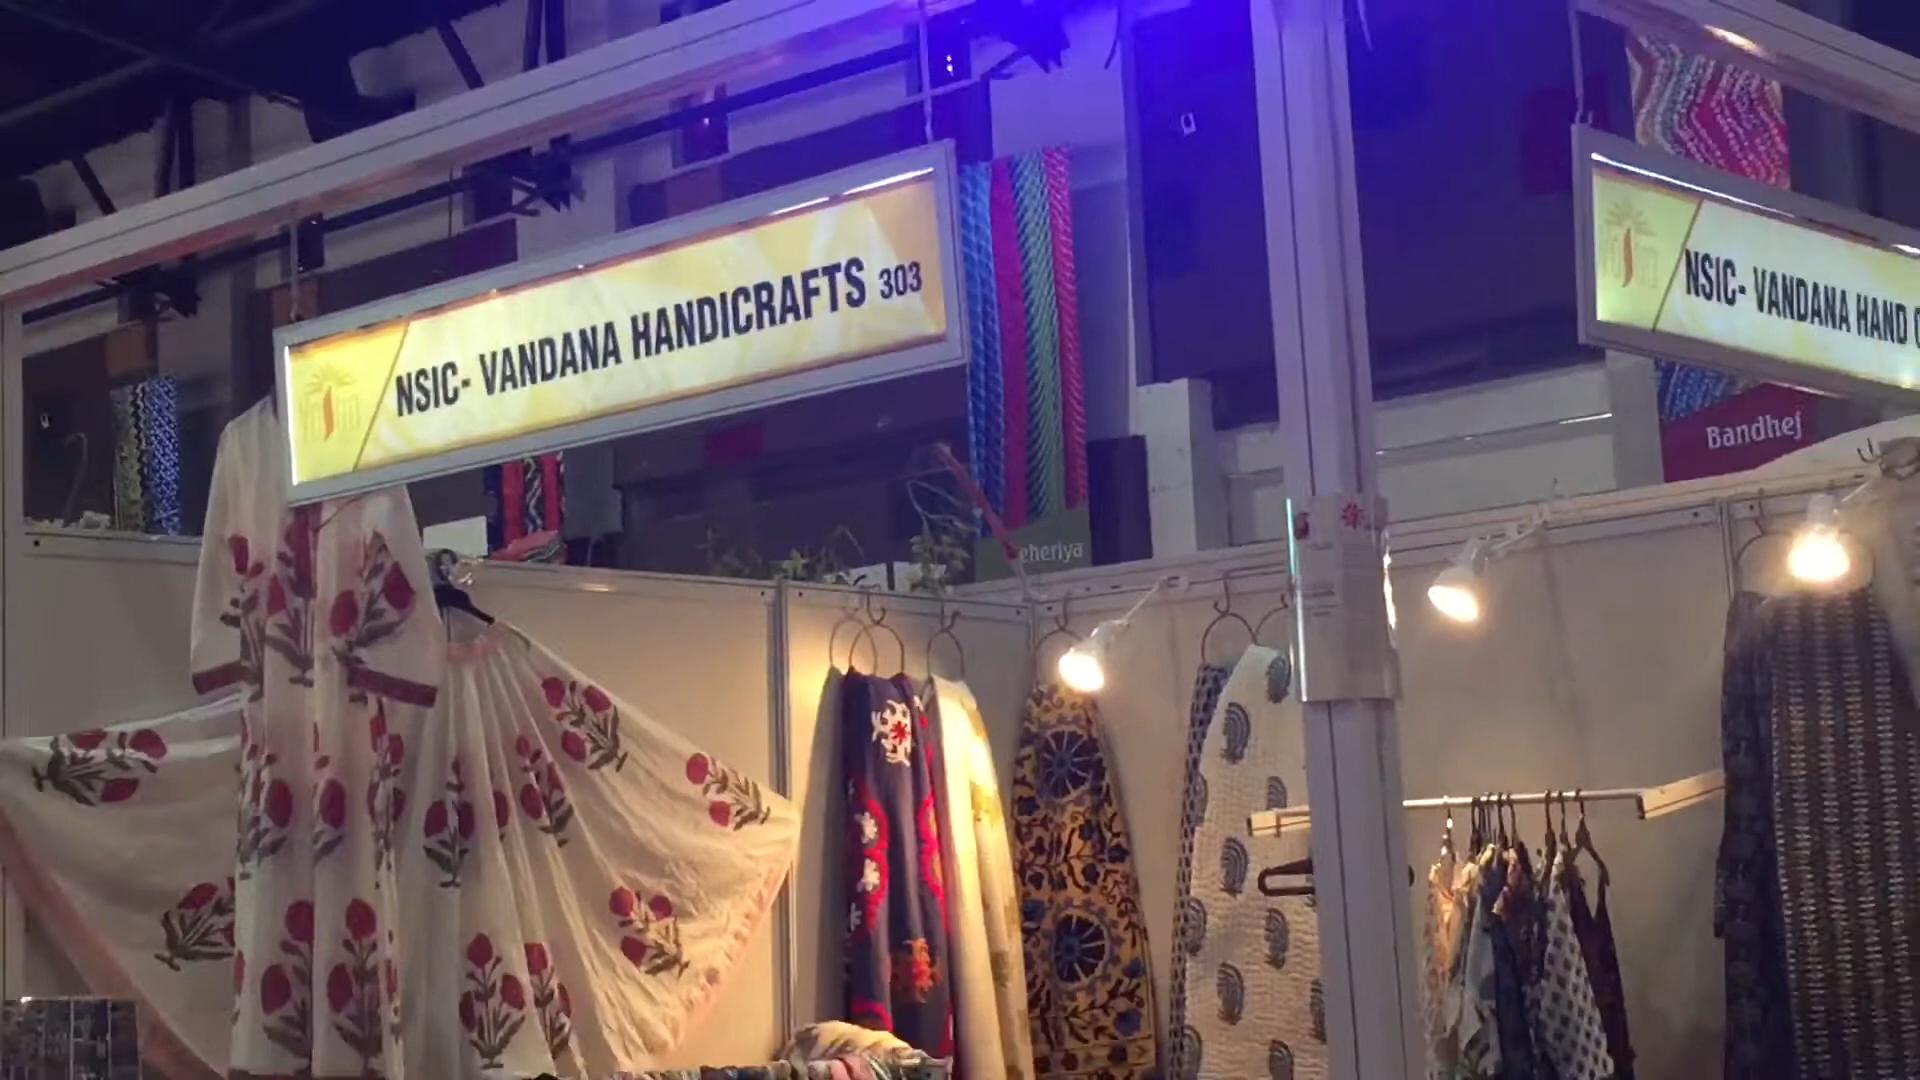 NSIC- VANDANA HANDICRAFTS 303
NSIC- VANDANA HAND
Bandhej
eheriya